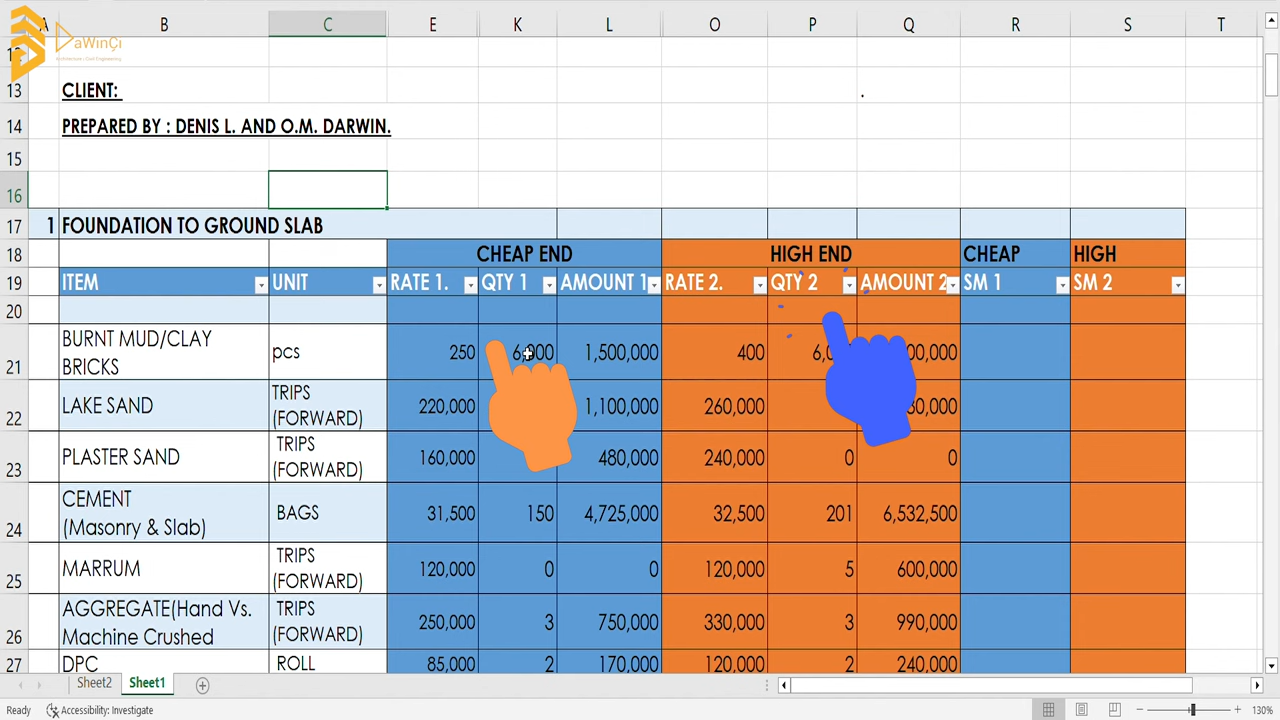 A B C E K L O P Q R S T
DaWinÇi
12
13 CLIENT: .
14 PREPARED BY : DENIS L. AND O.M. DARWIN.
15
16
17 1 FOUNDATION TO GROUND SLAB
18 CHEAP END HIGH END CHEAP HIGH
19 ITEM UNIT RATE 1. QTY 1 AMOUNT 1 RATE 2. QTY 2 AMOUNT 2 SM 1 SM 2
20
21 BURNT MUD/CLAY BRICKS pcs 250 1,500,000 400
22 LAKE SAND TRIPS (FORWARD) 220,000 1,100,000 260,000
23 PLASTER SAND TRIPS (FORWARD) 160,000 480,000 240,000 0 0
24 CEMENT (Masonry & Slab) BAGS 31,500 150 4,725,000 32,500 201 6,532,500
25 MARRUM TRIPS (FORWARD) 120,000 0 0 120,000 5 600,000
26 AGGREGATE(Hand Vs. Machine Crushed TRIPS (FORWARD) 250,000 3 750,000 330,000 3 990,000
27 DPC ROLL 85,000 2 170,000 120,000 2 240,000
Sheet2 Sheet1
Ready Accessibility: Investigate 130%